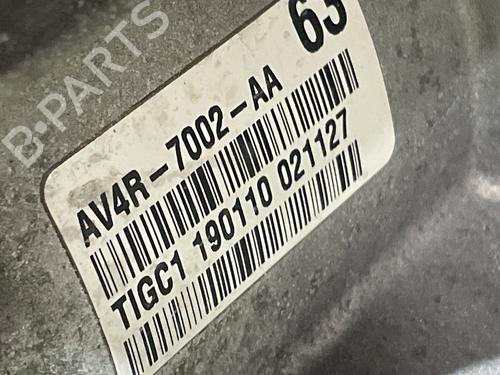 63
AV4R-7002-AA
TIGC1 190110 021127
B-PARTS